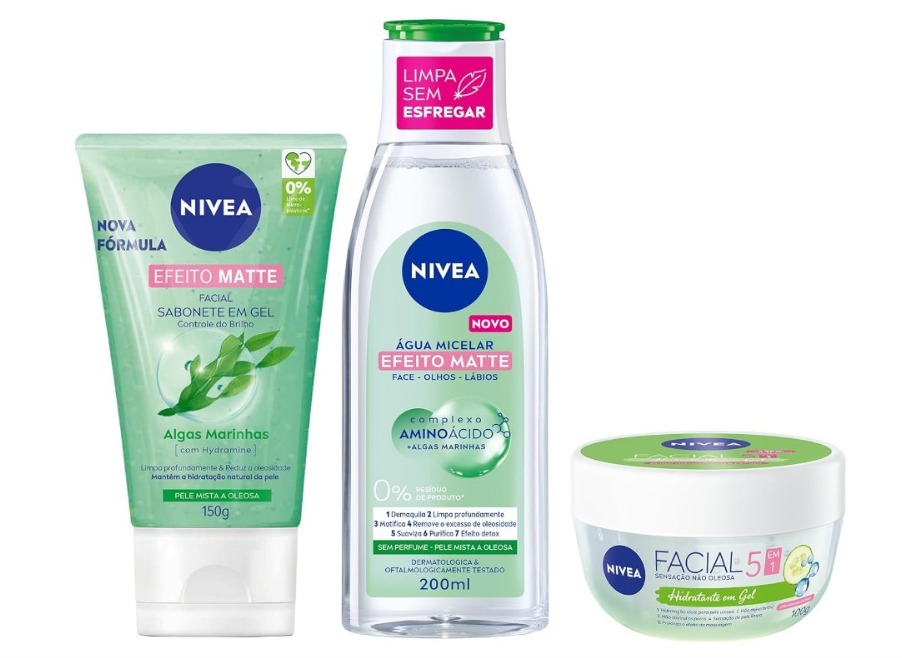 NIVEA
NOVA
FÓRMULA
0%
EFEITO MATTE
FACIAL
SABONETE EM GEL
Controle do Brilho
Algas Marinhas
[com Hydramine]
Limpa profundamente & Reduz a oleosidade
Mantém a hidratação natural da pele
PELE MISTA A OLEOSA
150g
LIMPA
SEM
ESFREGAR
NIVEA
NOVO
ÁGUA MICELAR
EFEITO MATTE
FACE - OLHOS - LÁBIOS
complexo
AMINOÁCIDO
+ALGAS MARINHAS
0% RESÍDUO
DE PRODUTO*
1 Demaquila 2 Limpa profundamente
3 Matifica 4 Remove o excesso de oleosidade
5 Suaviza 6 Purifica 7 Efeito detox
SEM PERFUME - PELE MISTA A OLEOSA
DERMATOLÓGICA &
OFTALMOLOGICAMENTE TESTADO
200ml
NIVEA
FACIAL 5
NIVEA
FACIAL 5 EM 1
SENSAÇÃO NÃO OLEOSA
Hidratante em Gel
100g